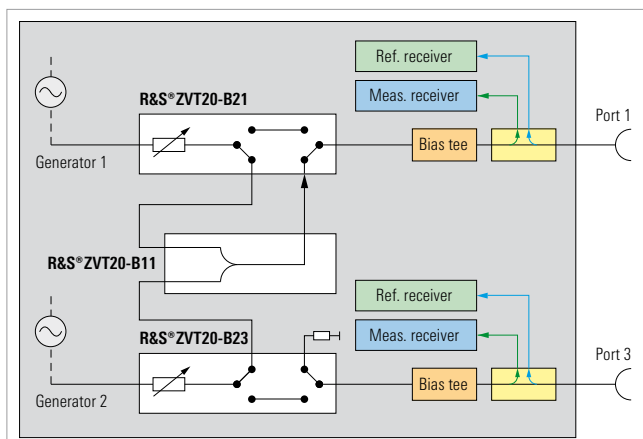 Ref. receiver
R&S®ZVT20-B21
Meas. receiver
Port 1
Generator 1
Bias tee
R&S®ZVT20-B11
Ref. receiver
R&S®ZVT20-B23
Meas. receiver
Port 3
Generator 2
Bias tee